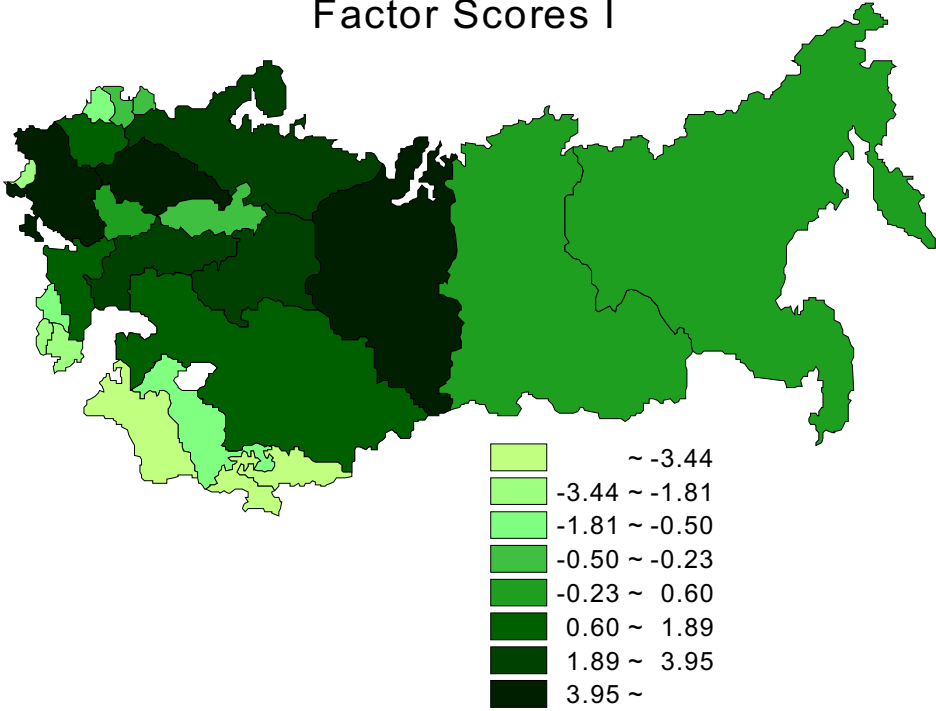 Factor Scores I
~ -3.44
-3.44 ~ -1.81
-1.81 ~ -0.50
-0.50 ~ -0.23
-0.23 ~ 0.60
0.60 ~ 1.89
1.89 ~ 3.95
3.95 ~